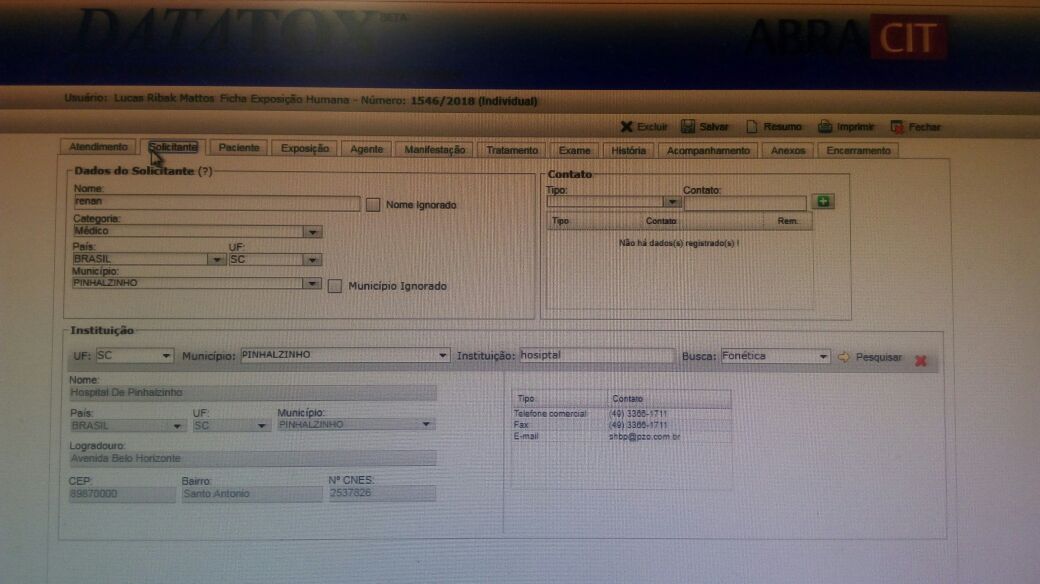 DATATOX BETA
ABRACIT
Usuário: Lucas Ribak Mattos Ficha Exposição Humana - Número: 1546/2018 (Individual)
Excluir Salvar Resumo Imprimir Fechar
Atendimento Solicitante Paciente Exposição Agente Manifestação Tratamento Exame História Acompanhamento Anexos Encerramento
Dados do Solicitante (?)
Nome:
renan
Nome Ignorado
Categoria:
Médico
País: UF:
BRASIL SC
Município:
PINHALZINHO
Município Ignorado
Contato
Tipo: Contato:
Tipo Contato Rem.
Não há dados(s) registrado(s) !
Instituição
UF: SC Município: PINHALZINHO Instituição: hosiptal Busca: Fonética Pesquisar
Nome:
Hospital De Pinhalzinho
País: UF: Município:
BRASIL SC PINHALZINHO
Logradouro:
Avenida Belo Horizonte
CEP: Bairro: Nº CNES:
89870000 Santo Antonio 2537826
Tipo Contato
Telefone comercial (49) 3366-1711
Fax (49) 3366-1711
E-mail shbp@pzo.com.br